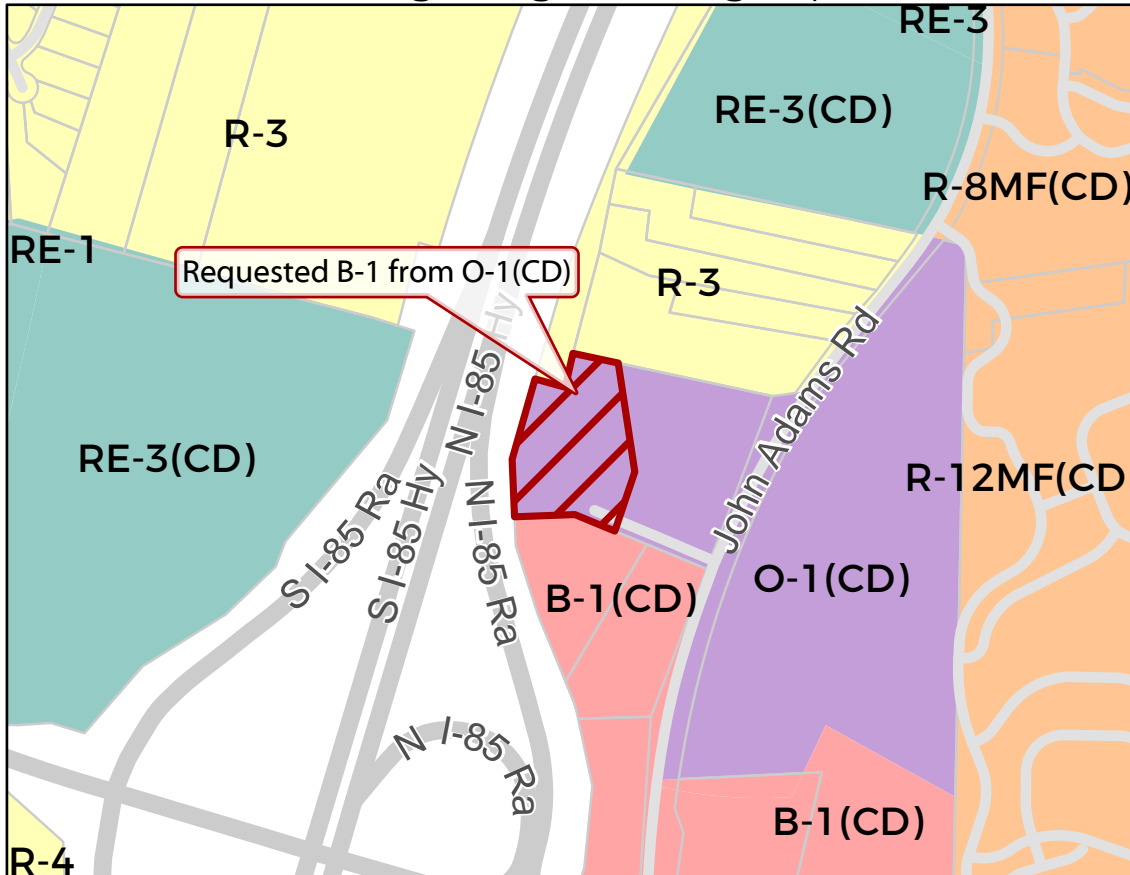 RE-3
RE-3(CD)
R-3
R-8MF(CD)
RE-1
Requested B-1 from O-1(CD)
R-3
N I-85 Hy
John Adams Rd
RE-3(CD)
R-12MF(CD
S I-85 Ra
S I-85 Hy
N I-85 Ra
B-1(CD)
O-1(CD)
N I-85 Ra
B-1(CD)
R-4